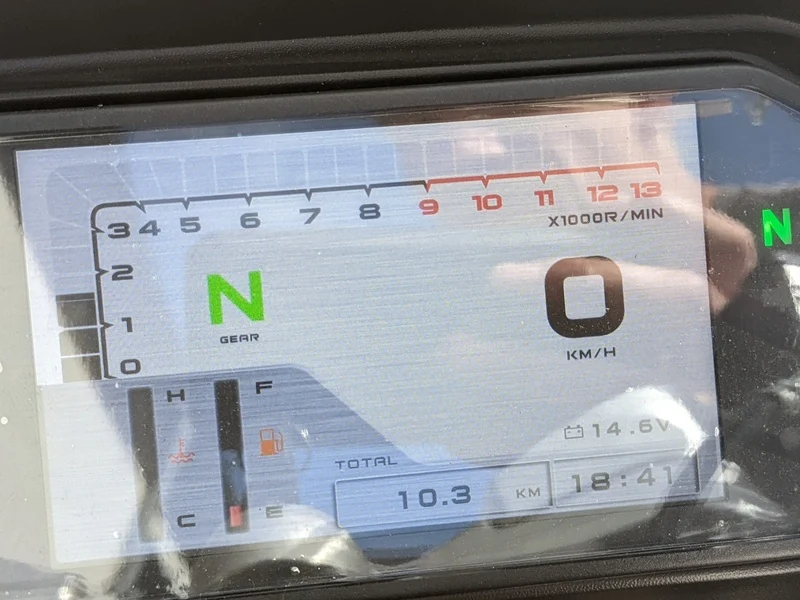 3 4 5 6 7 8 9 10 11 12 13
X1000R/MIN
2
1
0
N
GEAR
0
KM/H
N
H
C
F
E
14.6V
TOTAL
10.3 KM
18:41